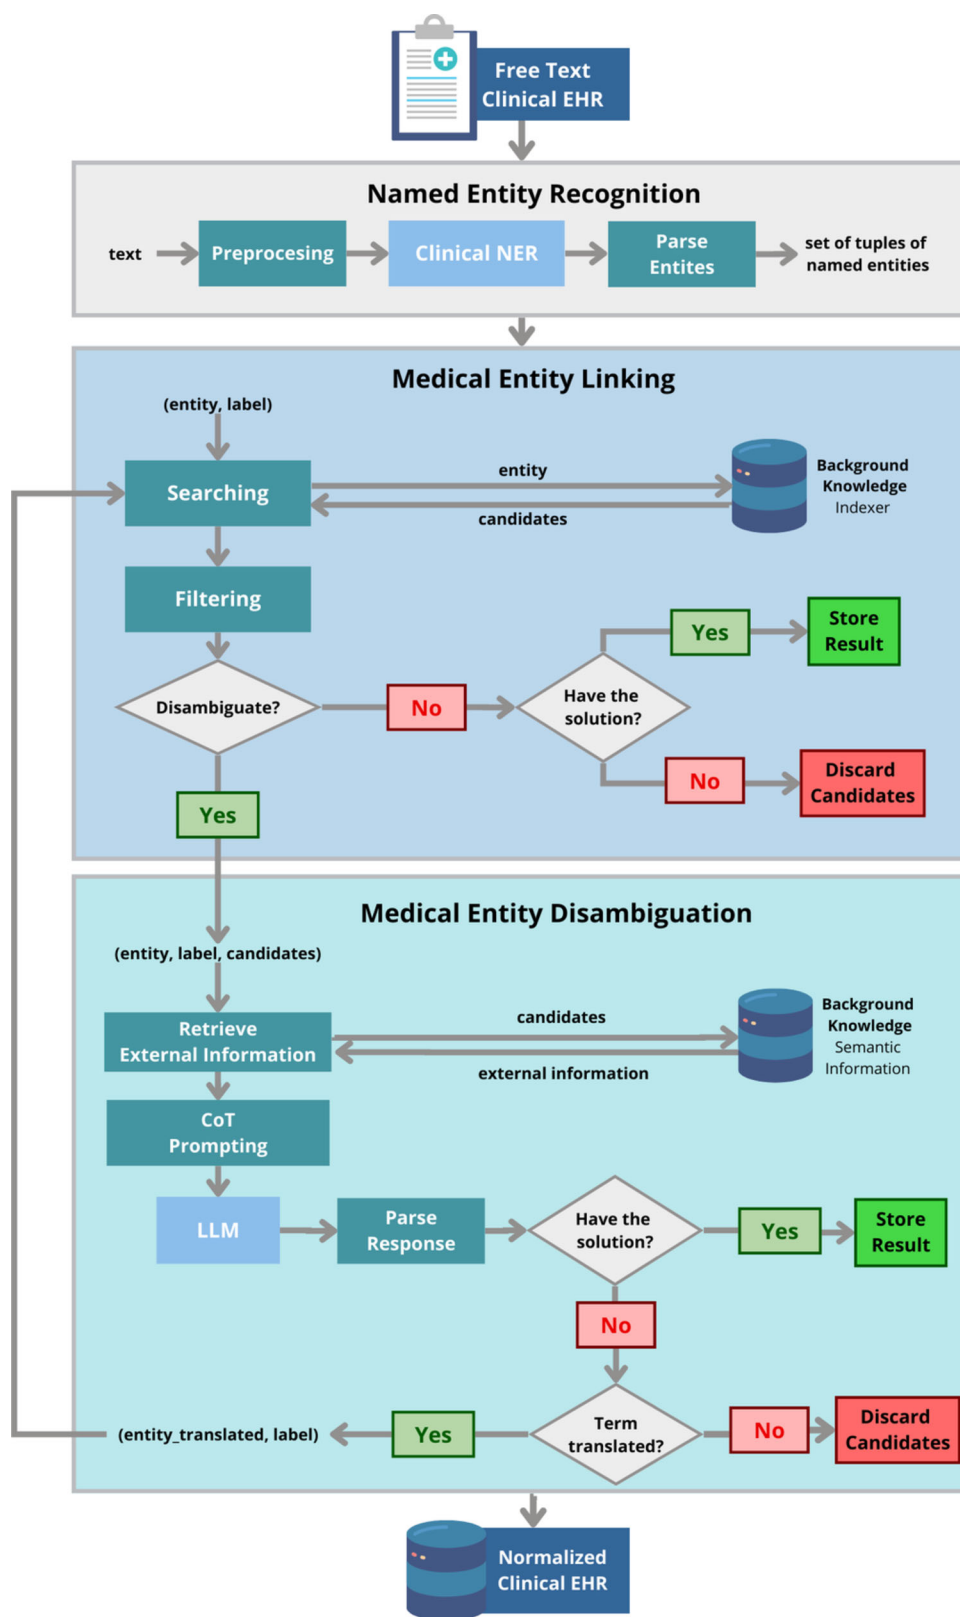 Free Text
Clinical EHR
Named Entity Recognition
text
Preprocesing
Clinical NER
Parse
Entites
set of tuples of
named entities
Medical Entity Linking
(entity, label)
Searching
entity
candidates
Background
Knowledge
Indexer
Filtering
Disambiguate?
No
Have the
solution?
Yes
Store
Result
No
Discard
Candidates
Yes
Medical Entity Disambiguation
(entity, label, candidates)
Retrieve
External Information
candidates
external information
Background
Knowledge
Semantic
Information
CoT
Prompting
LLM
Parse
Response
Have the
solution?
Yes
Store
Result
No
Term
translated?
No
Discard
Candidates
Yes
(entity_translated, label)
Normalized
Clinical EHR